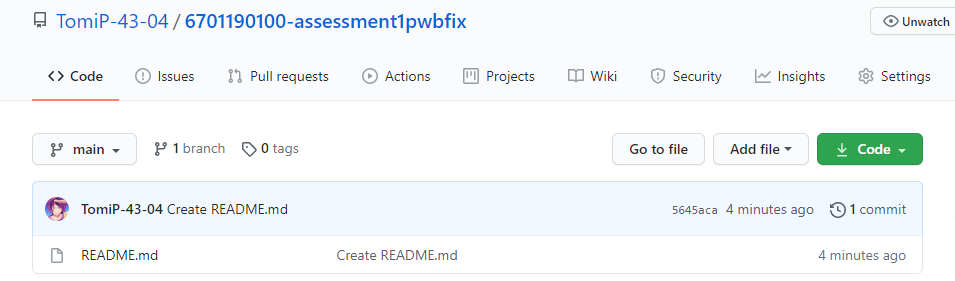 TomiP-43-04 / 6701190100-assessment1pwbfix Unwatch
Code Issues Pull requests Actions Projects Wiki Security Insights Settings
main 1 branch 0 tags Go to file Add file Code
TomiP-43-04 Create README.md 5645aca 4 minutes ago 1 commit
README.md Create README.md 4 minutes ago